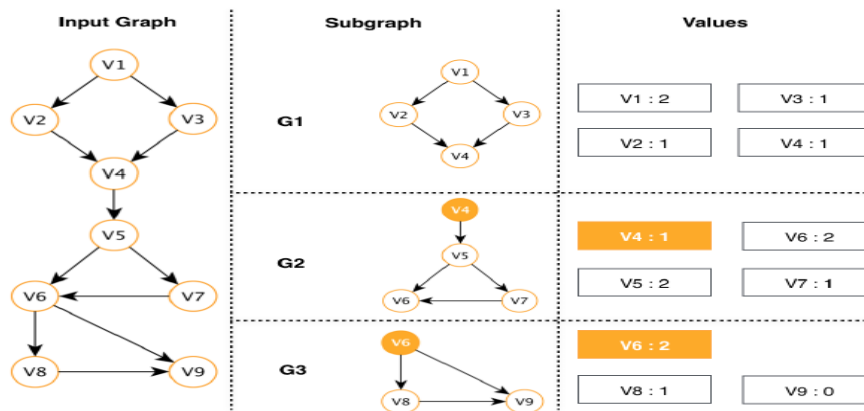 Input Graph
Subgraph
Values
V1
V2
V3
V4
V5
V6
V7
V8
V9
G1
V1
V2
V3
V4
V1 : 2
V3 : 1
V2 : 1
V4 : 1
G2
V4
V5
V6
V7
V4 : 1
V6 : 2
V5 : 2
V7 : 1
G3
V6
V8
V9
V6 : 2
V8 : 1
V9 : 0